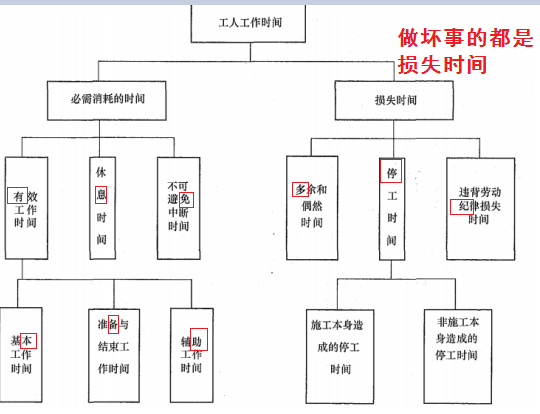 工人工作时间
做坏事的都是
损失时间
必需消耗的时间
损失时间
有效
工作
时间
休
息
时
间
不可
避免
中断
时间
多余和
偶然
时间
停
工
时
间
违背劳动
纪律损失
时间
基本
工作
时间
准备与
结束工
作时间
辅助
工作
时间
施工本身造
成的停工
时间
非施工本
身造成的
停工时间